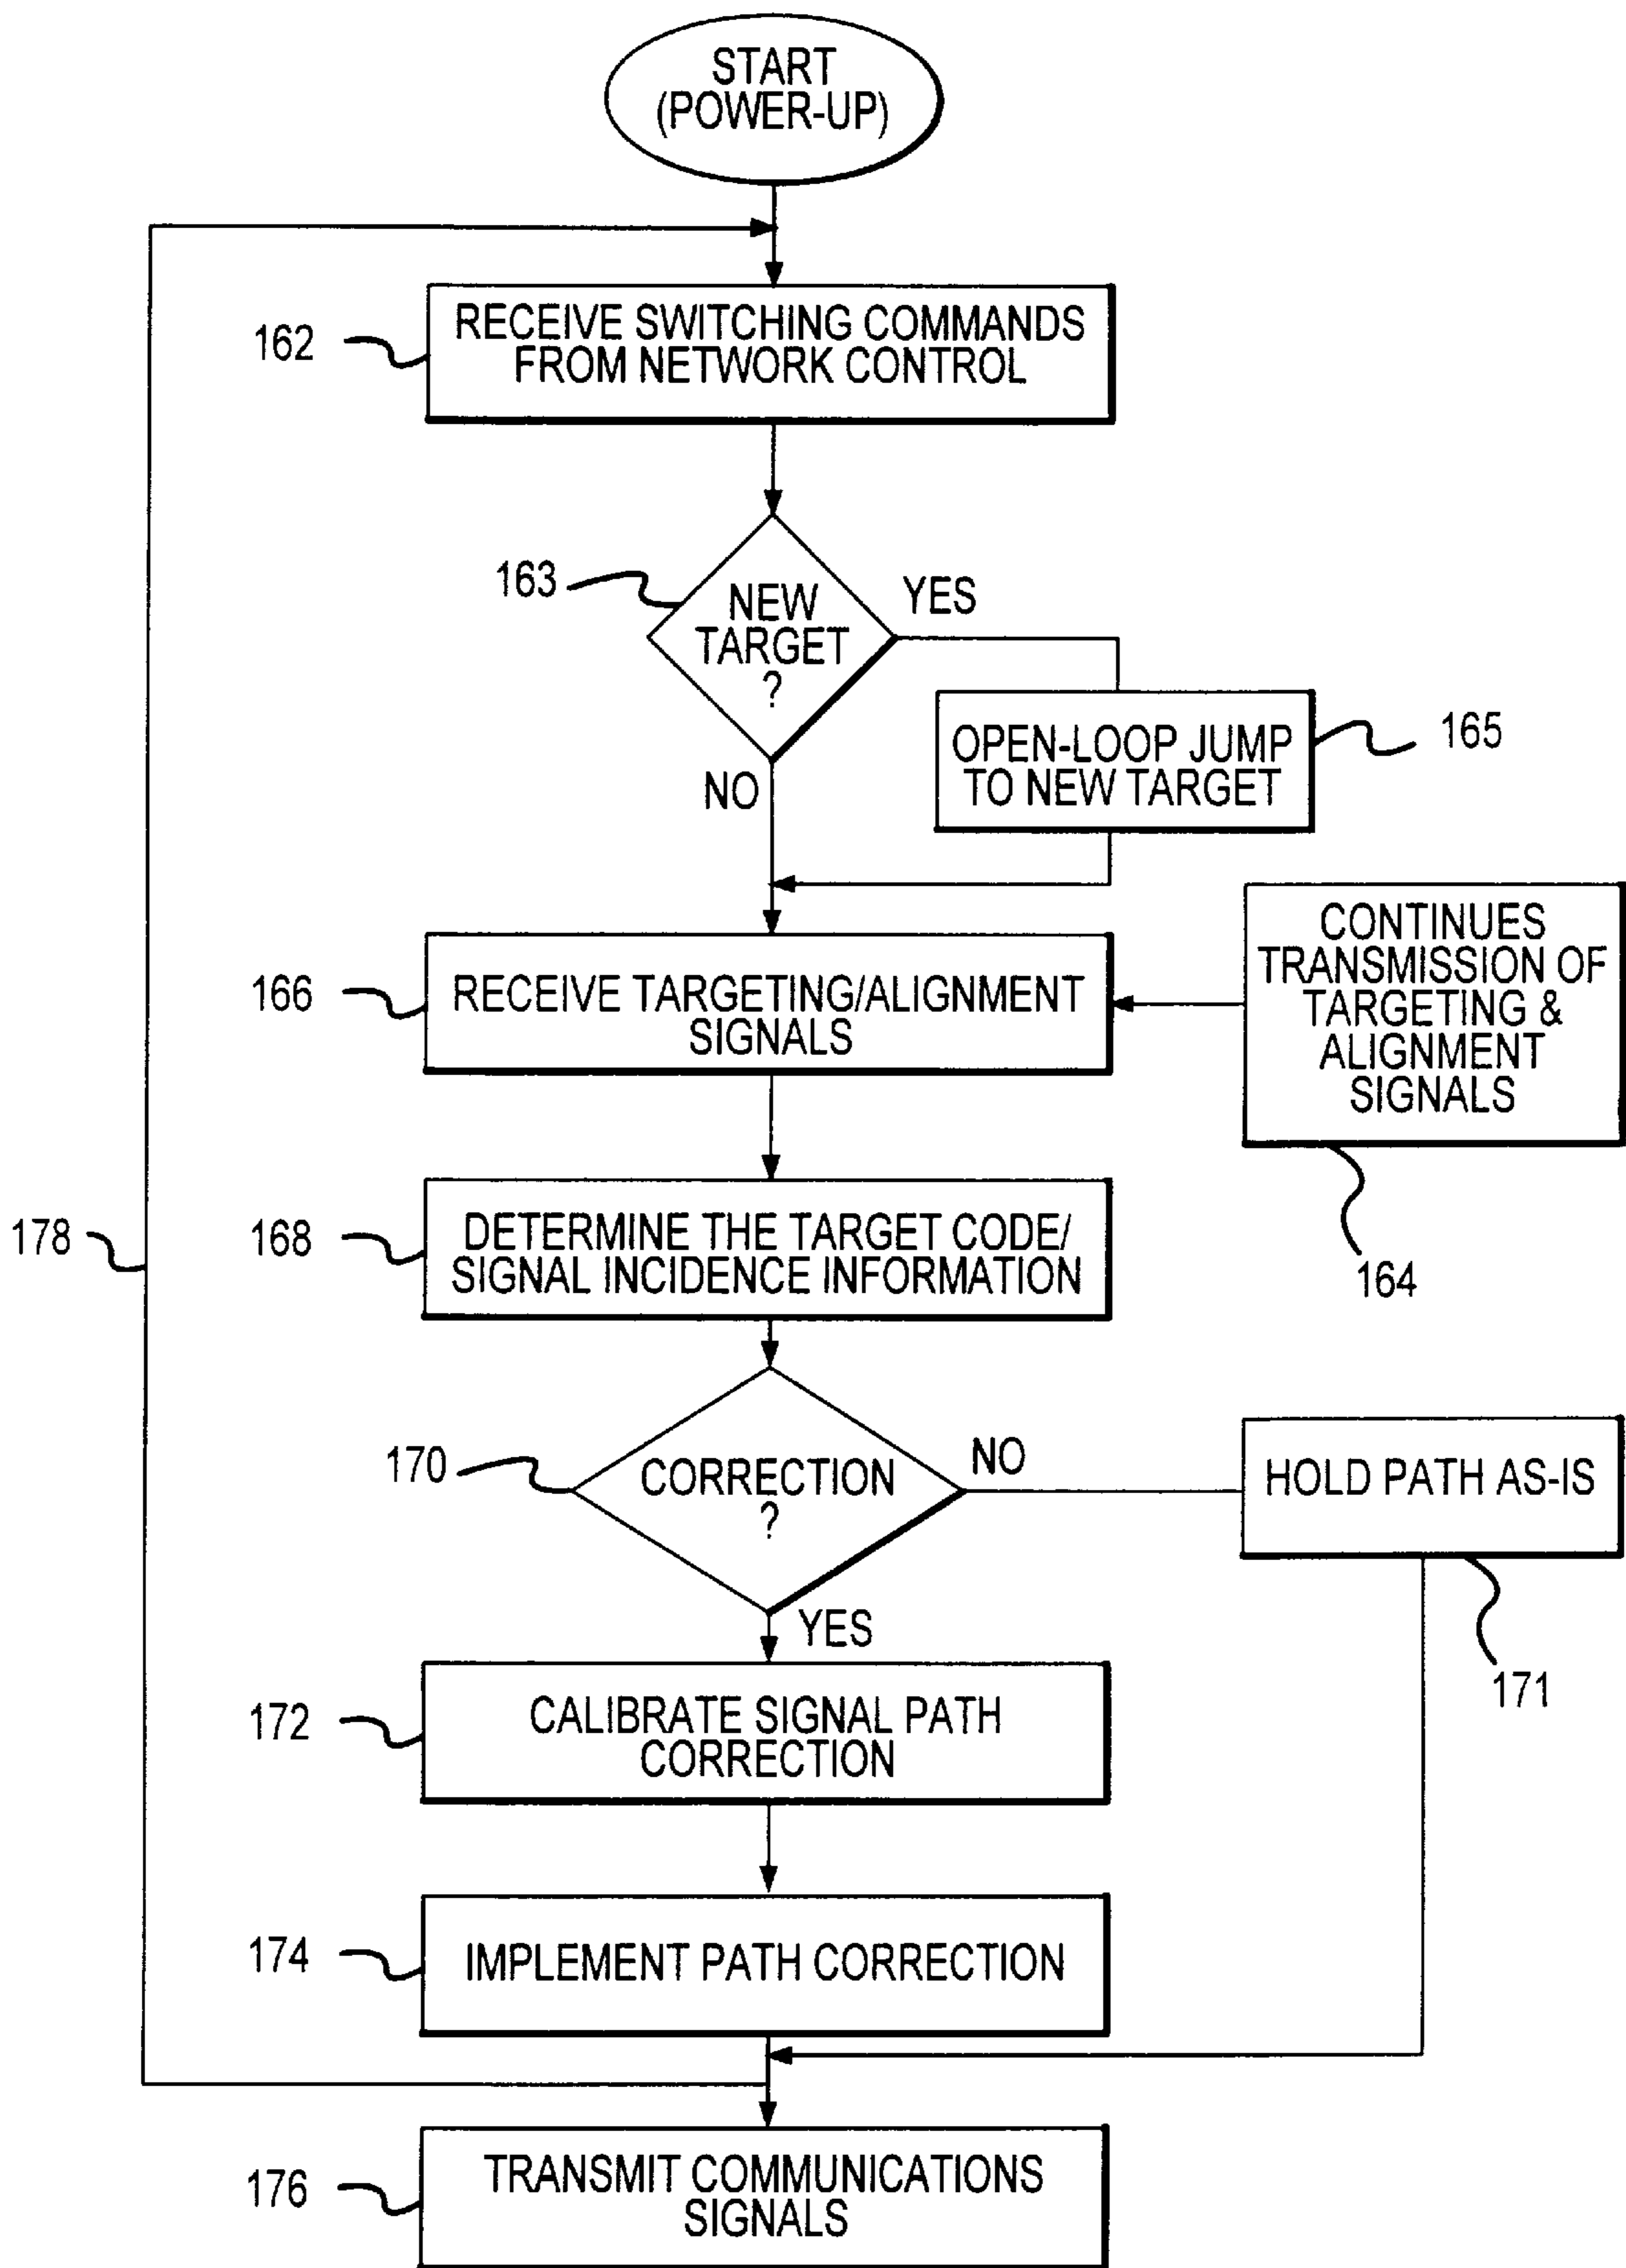 START
(POWER-UP)
162
RECEIVE SWITCHING COMMANDS
FROM NETWORK CONTROL
163
NEW
TARGET
?
YES
NO
OPEN-LOOP JUMP
TO NEW TARGET
165
166
RECEIVE TARGETING/ALIGNMENT
SIGNALS
CONTINUES
TRANSMISSION OF
TARGETING &
ALIGNMENT
SIGNALS
164
178
168
DETERMINE THE TARGET CODE/
SIGNAL INCIDENCE INFORMATION
170
CORRECTION
?
NO
HOLD PATH AS-IS
171
YES
172
CALIBRATE SIGNAL PATH
CORRECTION
174
IMPLEMENT PATH CORRECTION
176
TRANSMIT COMMUNICATIONS
SIGNALS